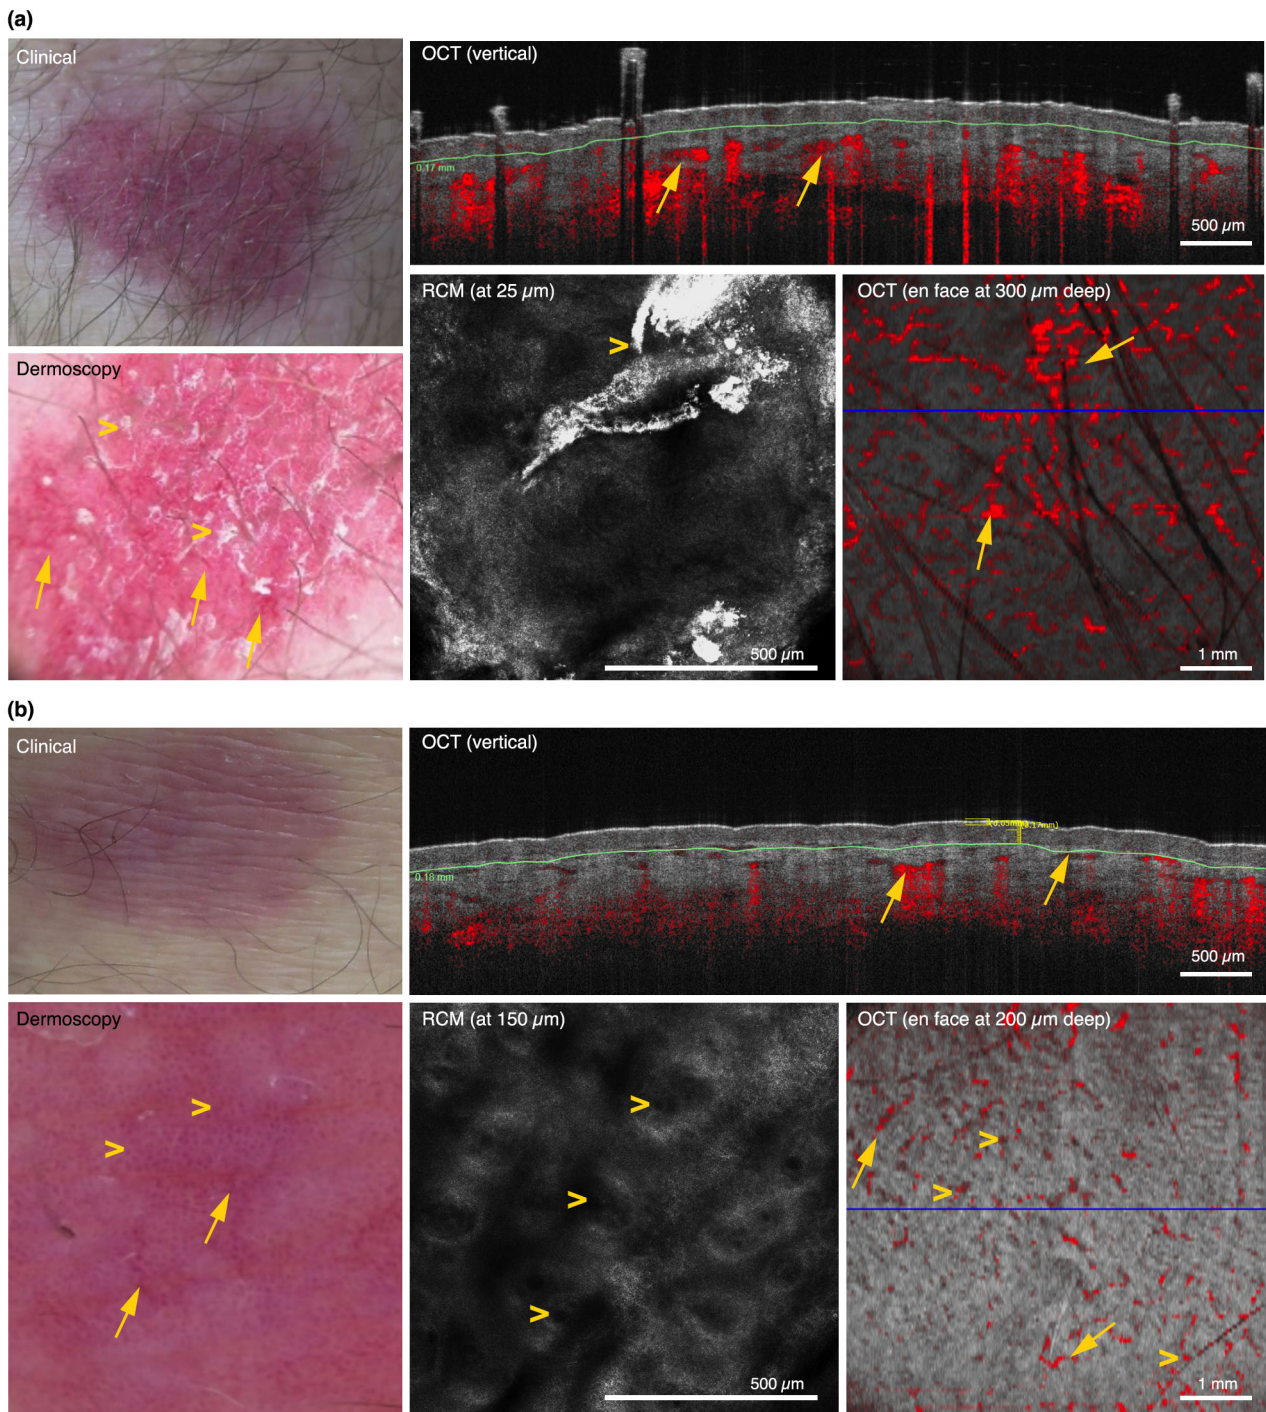 (a)
Clinical
OCT (vertical)
0.17 mm
500 µm
Dermoscopy
>
>
RCM (at 25 µm)
>
500 µm
OCT (en face at 300 µm deep)
1 mm
(b)
Clinical
OCT (vertical)
0.18 mm
500 µm
Dermoscopy
>
>
RCM (at 150 µm)
>
>
>
500 µm
OCT (en face at 200 µm deep)
>
>
>
1 mm